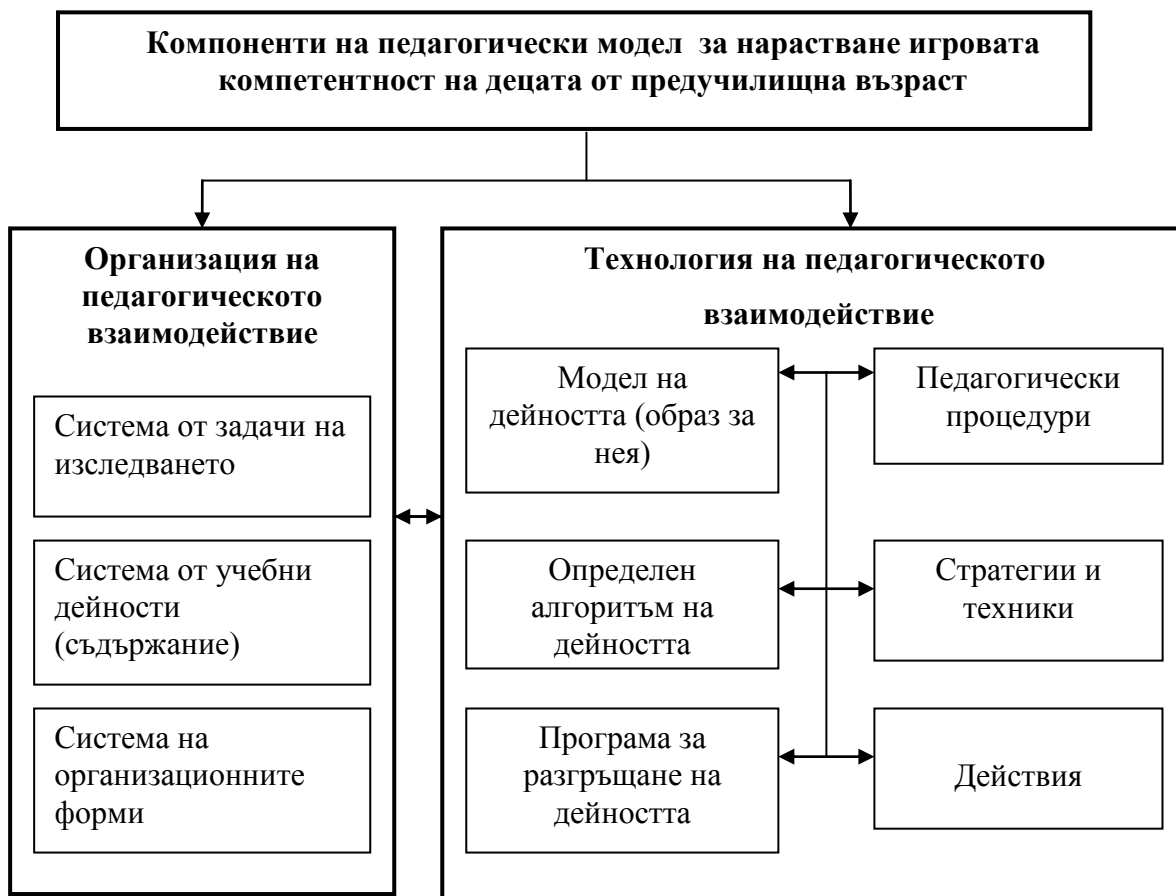 Компоненти на педагогически модел  за нарастване игровата
компетентност на децата от предучилищна възраст
Организация на
педагогическото
взаимодействие
Система от задачи на
изследването
Система от учебни
дейности
(съдържание)
Система на
организационните
форми
Технология на педагогическото
взаимодействие
Модел на
дейността (образ за
нея)
Педагогически
процедури
Определен
алгоритъм на
дейността
Стратегии и
техники
Програма за
разгръщане на
дейността
Действия